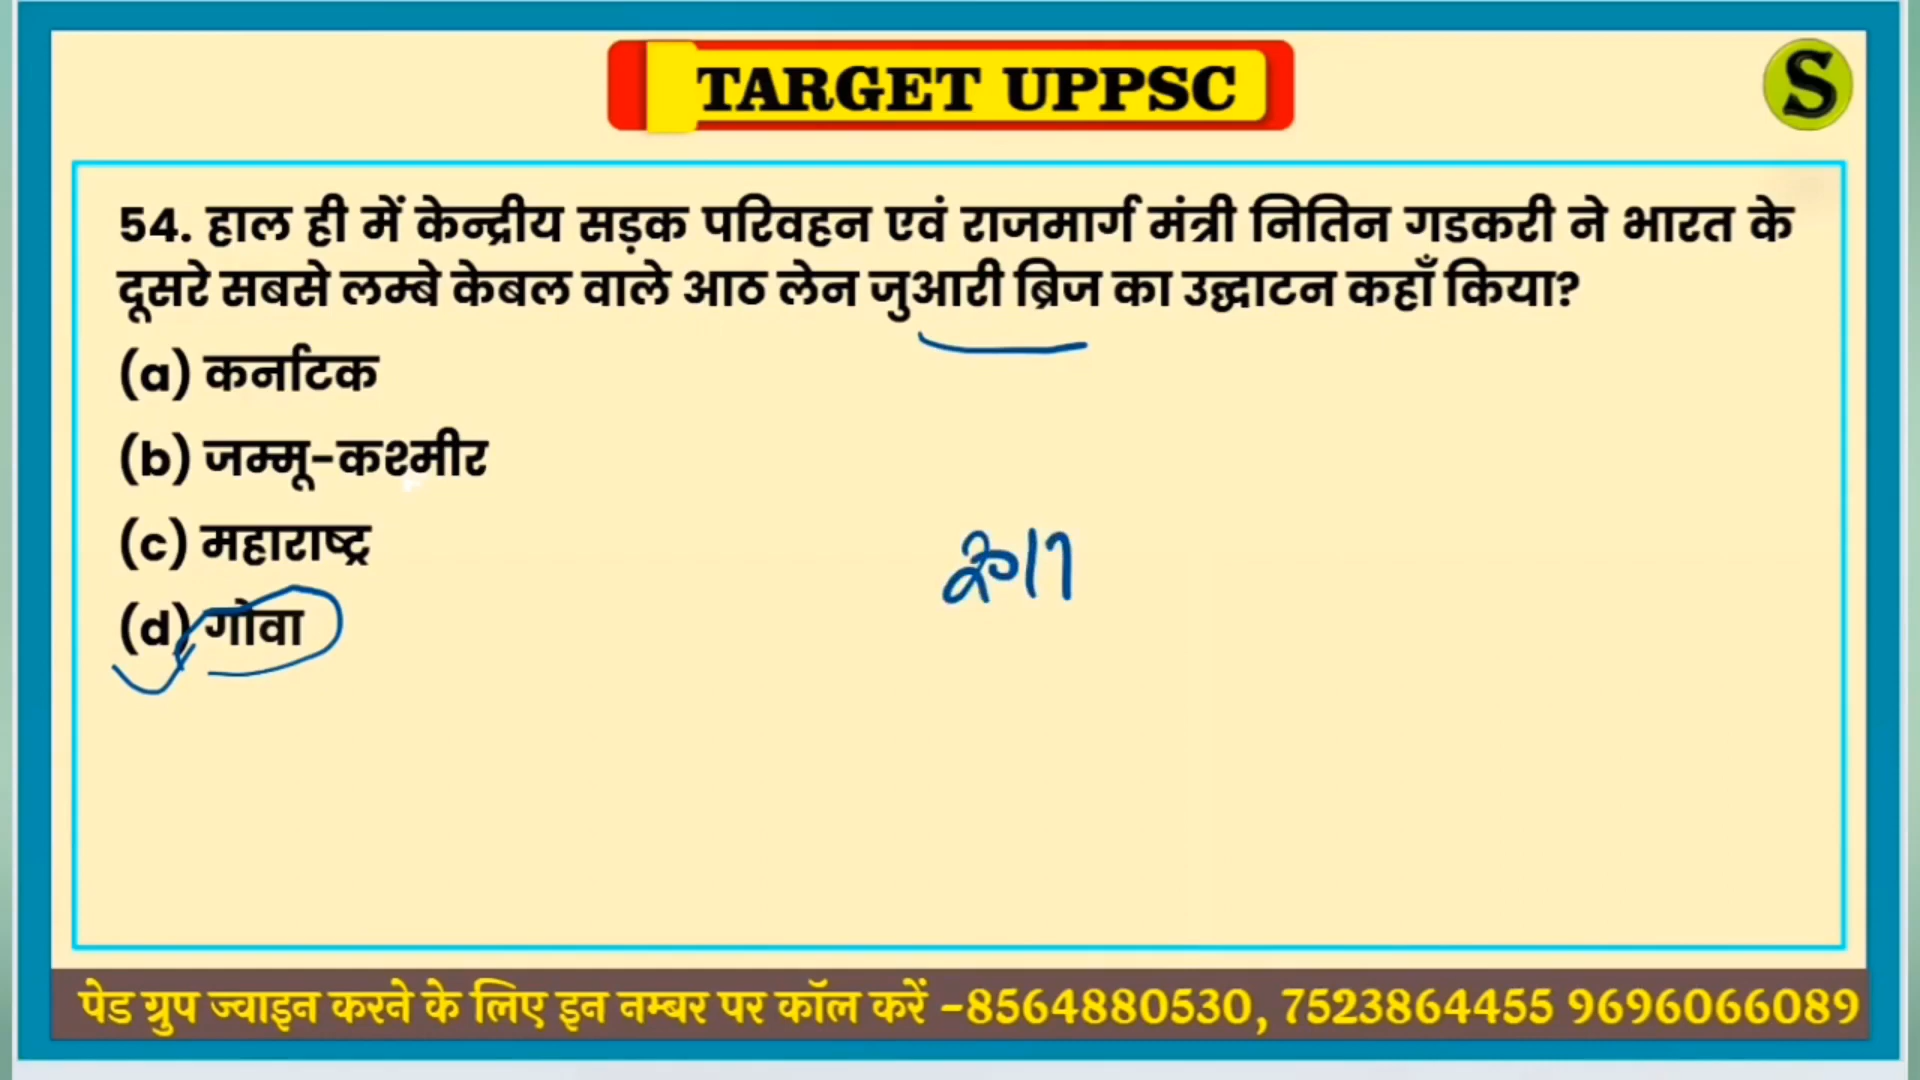 TARGET UPPSC
S
54. हाल ही में केन्द्रीय सड़क परिवहन एवं राजमार्ग मंत्री नितिन गडकरी ने भारत के
दूसरे सबसे लम्बे केबल वाले आठ लेन जुआरी ब्रिज का उद्घाटन कहाँ किया?
(a) कर्नाटक
(b) जम्मू-कश्मीर
(c) महाराष्ट्र
2017
(d) गोवा
पेड ग्रुप ज्वाइन करने के लिए इन नम्बर पर कॉल करें -8564880530, 7523864455 9696066089